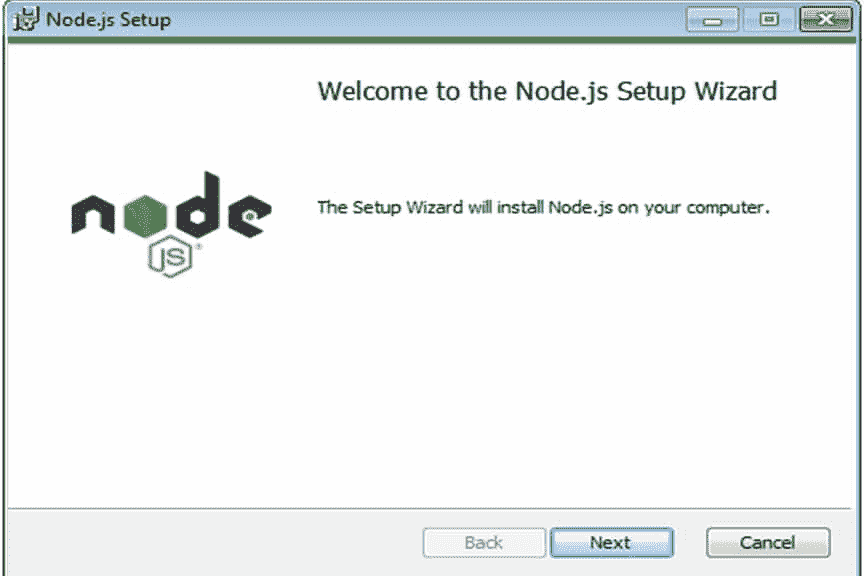 Node.js Setup
Welcome to the Node.js Setup Wizard
node
JS®
The Setup Wizard will install Node.js on your computer.
Back
Next
Cancel